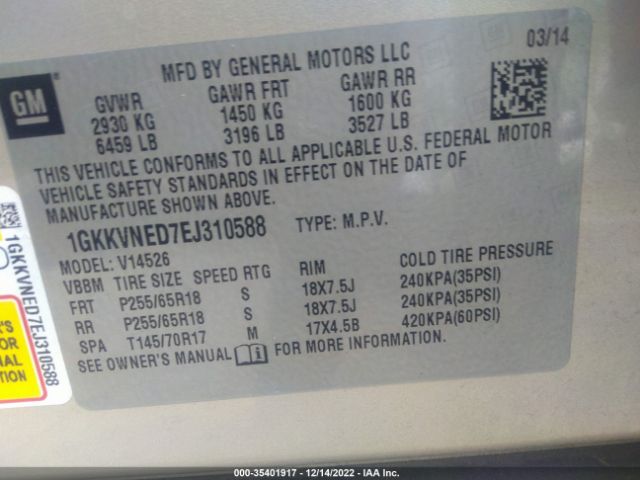 GM
MFD BY GENERAL MOTORS LLC
03/14
GVWR GAWR FRT GAWR RR
2930 KG 1450 KG 1600 KG
6459 LB 3196 LB 3527 LB
THIS VEHICLE CONFORMS TO ALL APPLICABLE U.S. FEDERAL MOTOR
VEHICLE SAFETY STANDARDS IN EFFECT ON THE DATE OF
MANUFACTURE SHOWN ABOVE.
1GKKVNED7EJ310588 TYPE: M.P.V.
MODEL: V14526
VBBM TIRE SIZE SPEED RTG RIM COLD TIRE PRESSURE
FRT P255/65R18 S 18X7.5J 240KPA(35PSI)
RR P255/65R18 S 18X7.5J 240KPA(35PSI)
SPA T145/70R17 M 17X4.5B 420KPA(60PSI)
SEE OWNER'S MANUAL FOR MORE INFORMATION.
1GKKVNED7EJ310588
R'S
FOR
NAL
TION
000-35401917 - 12/14/2022 - IAA Inc.